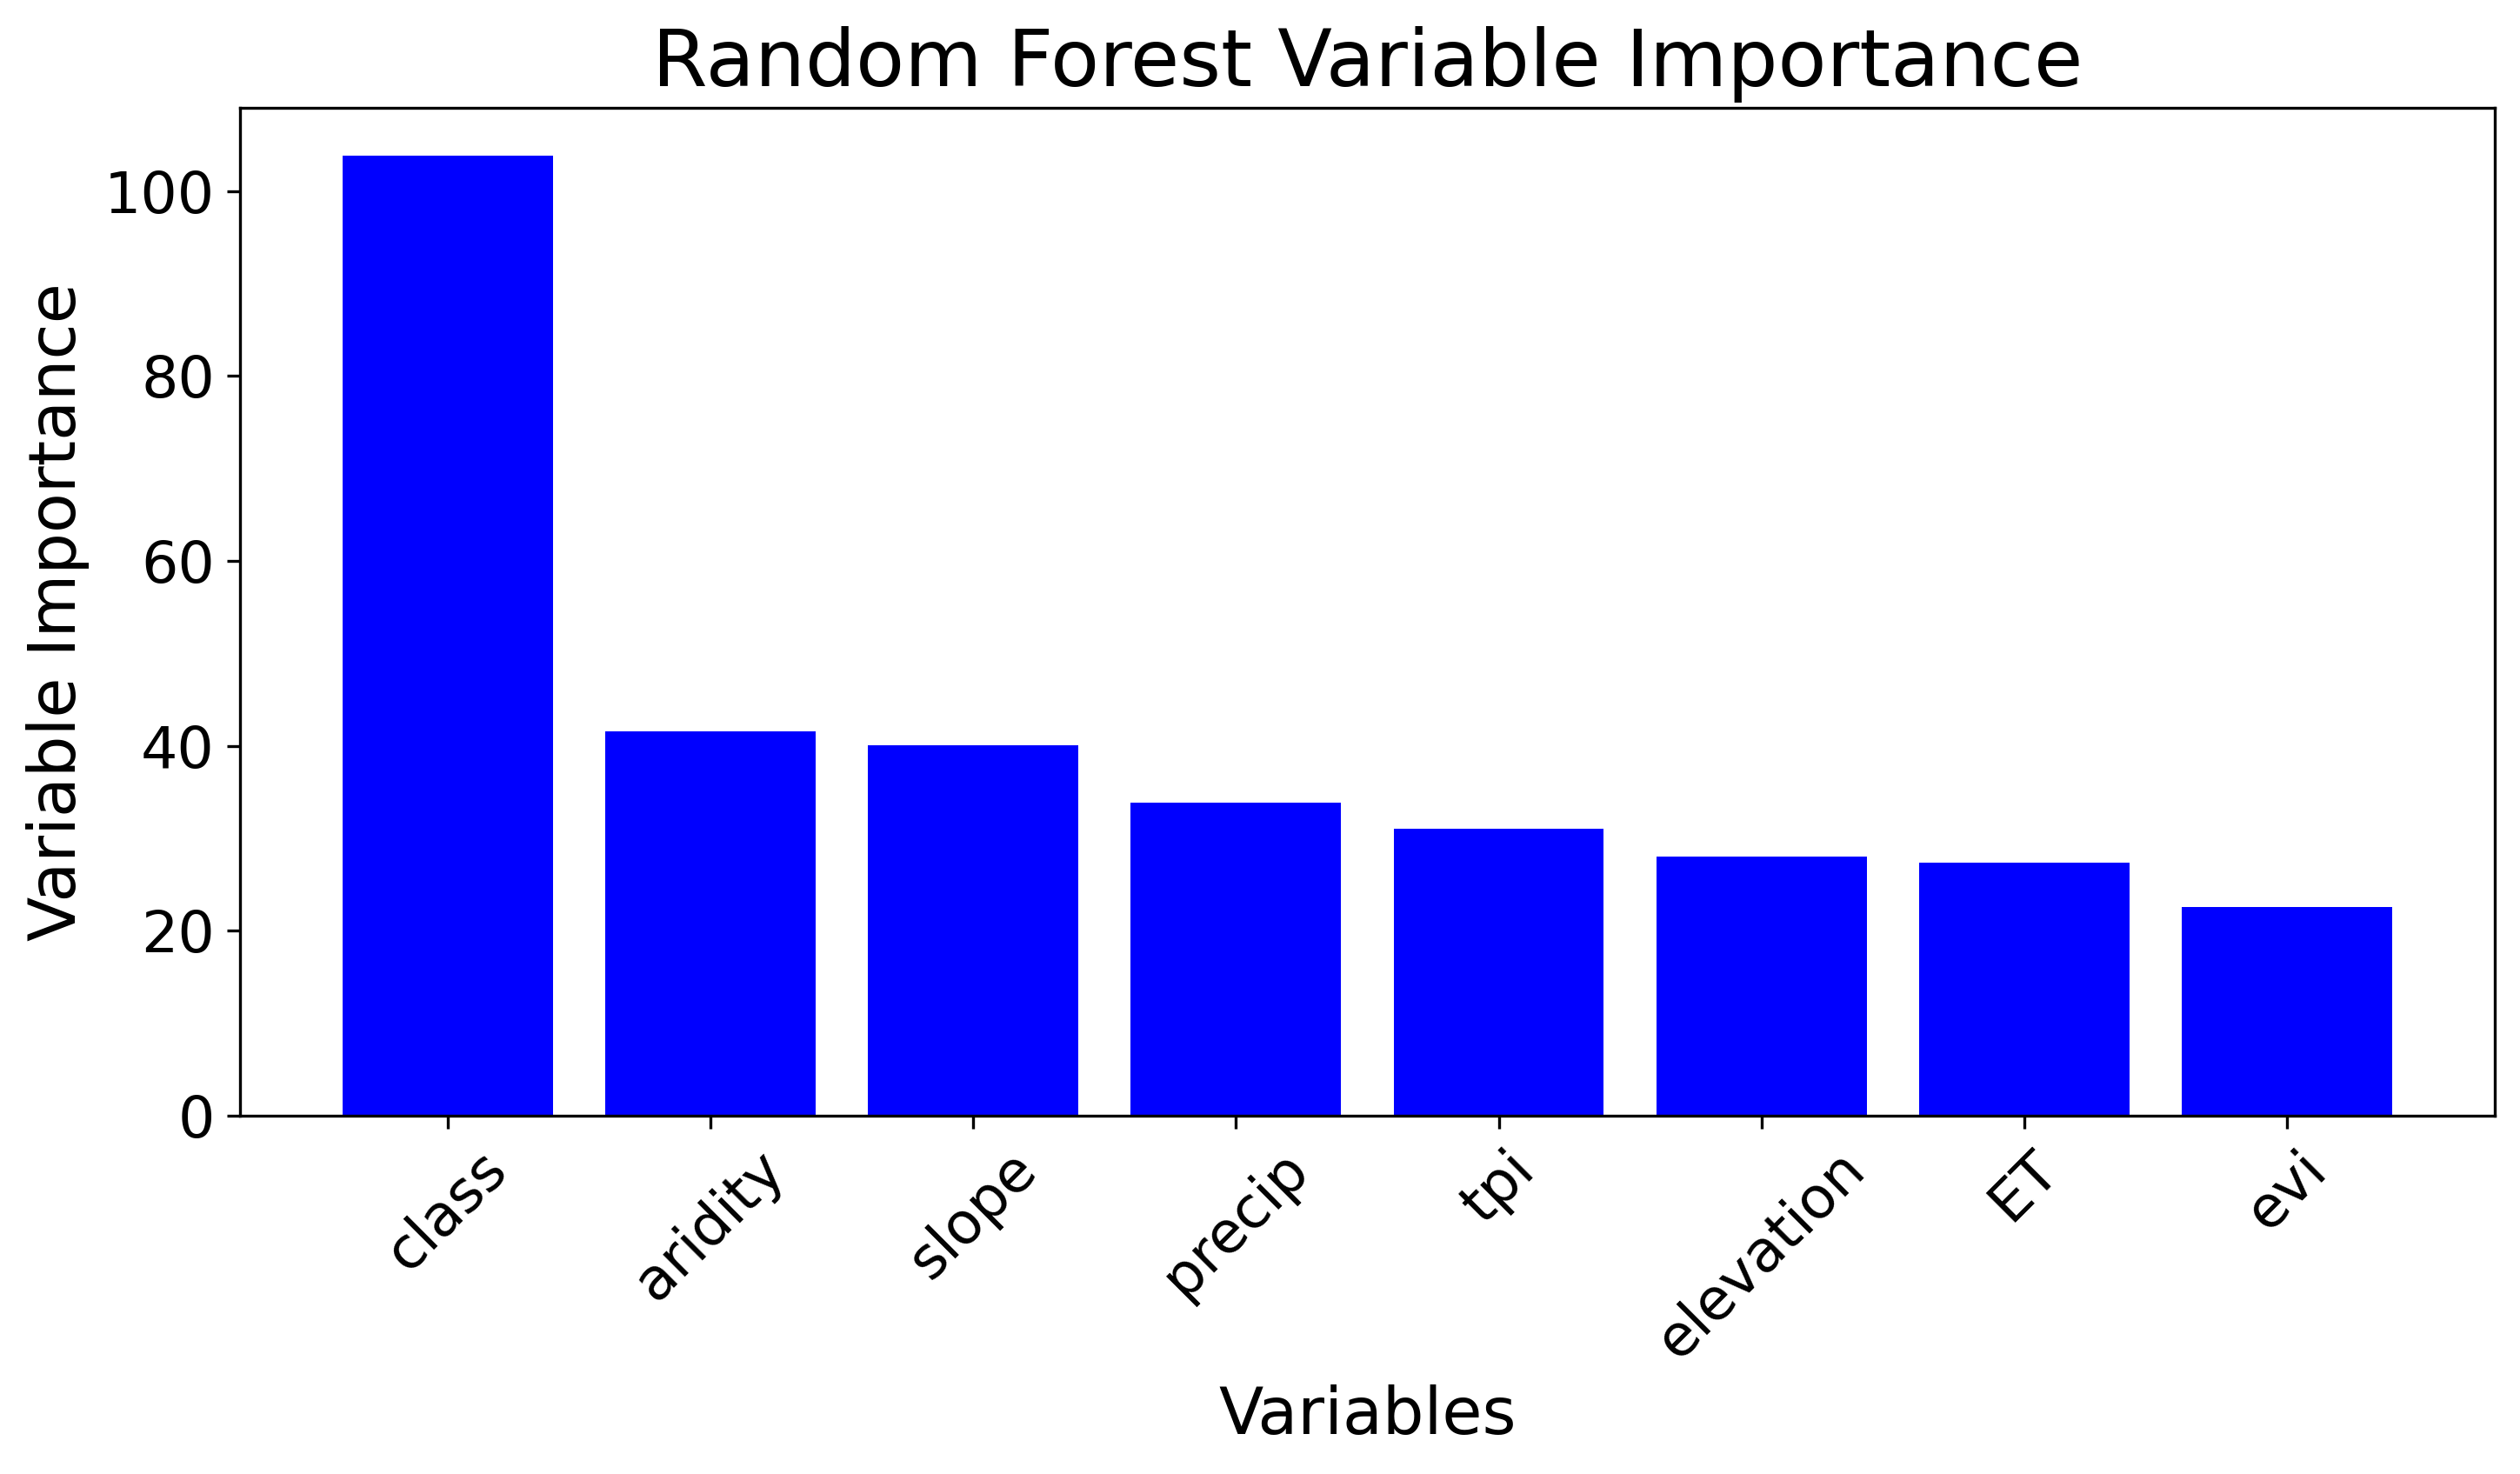 Random Forest Variable Importance
Variable Importance
100
80
60
40
20
0
class
aridity
slope
precip
tpi
elevation
ET
evi
Variables